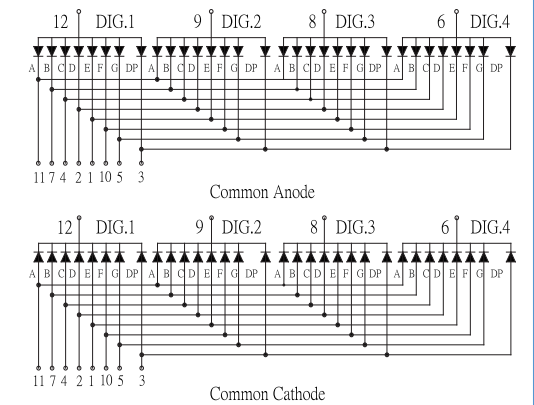 12 DIG.1 9 DIG.2 8 DIG.3 6 DIG.4
A B C D E F G DP A B C D E F G DP A B C D E F G DP A B C D E F G DP
11 7 4 2 1 10 5 3
Common Anode
12 DIG.1 9 DIG.2 8 DIG.3 6 DIG.4
A B C D E F G DP A B C D E F G DP A B C D E F G DP A B C D E F G DP
11 7 4 2 1 10 5 3
Common Cathode